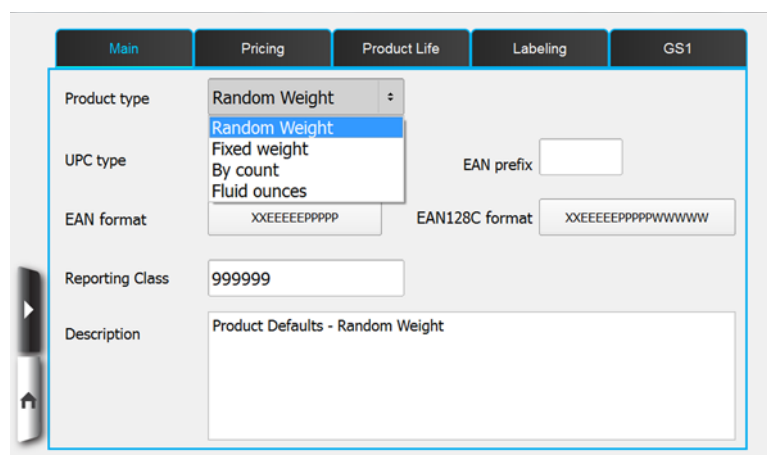 Main Pricing Product Life Labeling GS1
Product type Random Weight
Random Weight
Fixed weight
By count
Fluid ounces
UPC type EAN prefix
EAN format XXEEEEEPPPPP EAN128C format XXEEEEEPPPPPWWWWW
Reporting Class 999999
Description Product Defaults - Random Weight